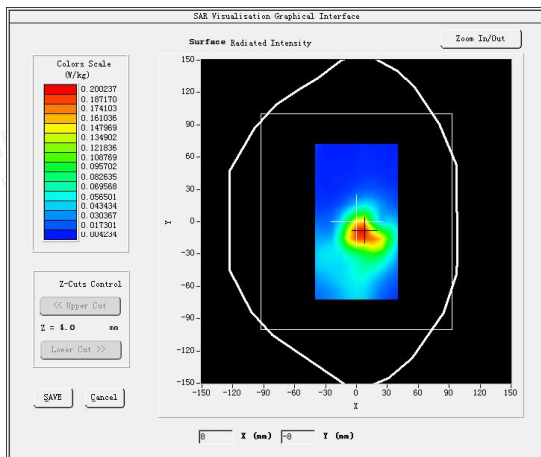 SAR Visualisation Graphical Interface
Surface Radiated Intensity
Zoom In/Out
Colors Scale
(W/kg)
0.200237
0.187170
0.174103
0.161036
0.147969
0.134902
0.121836
0.108769
0.095702
0.082635
0.069568
0.056501
0.043434
0.030367
0.017301
0.004234
Z-Cuts Control
<< Upper Cut
Z = 4.0 mm
Lower Cut >>
SAVE
Cancel
Y
150
120
90
60
30
0
-30
-60
-90
-120
-150
-150 -120 -90 -60 -30 0 30 60 90 120 150
X
8 X (mm) -8 Y (mm)